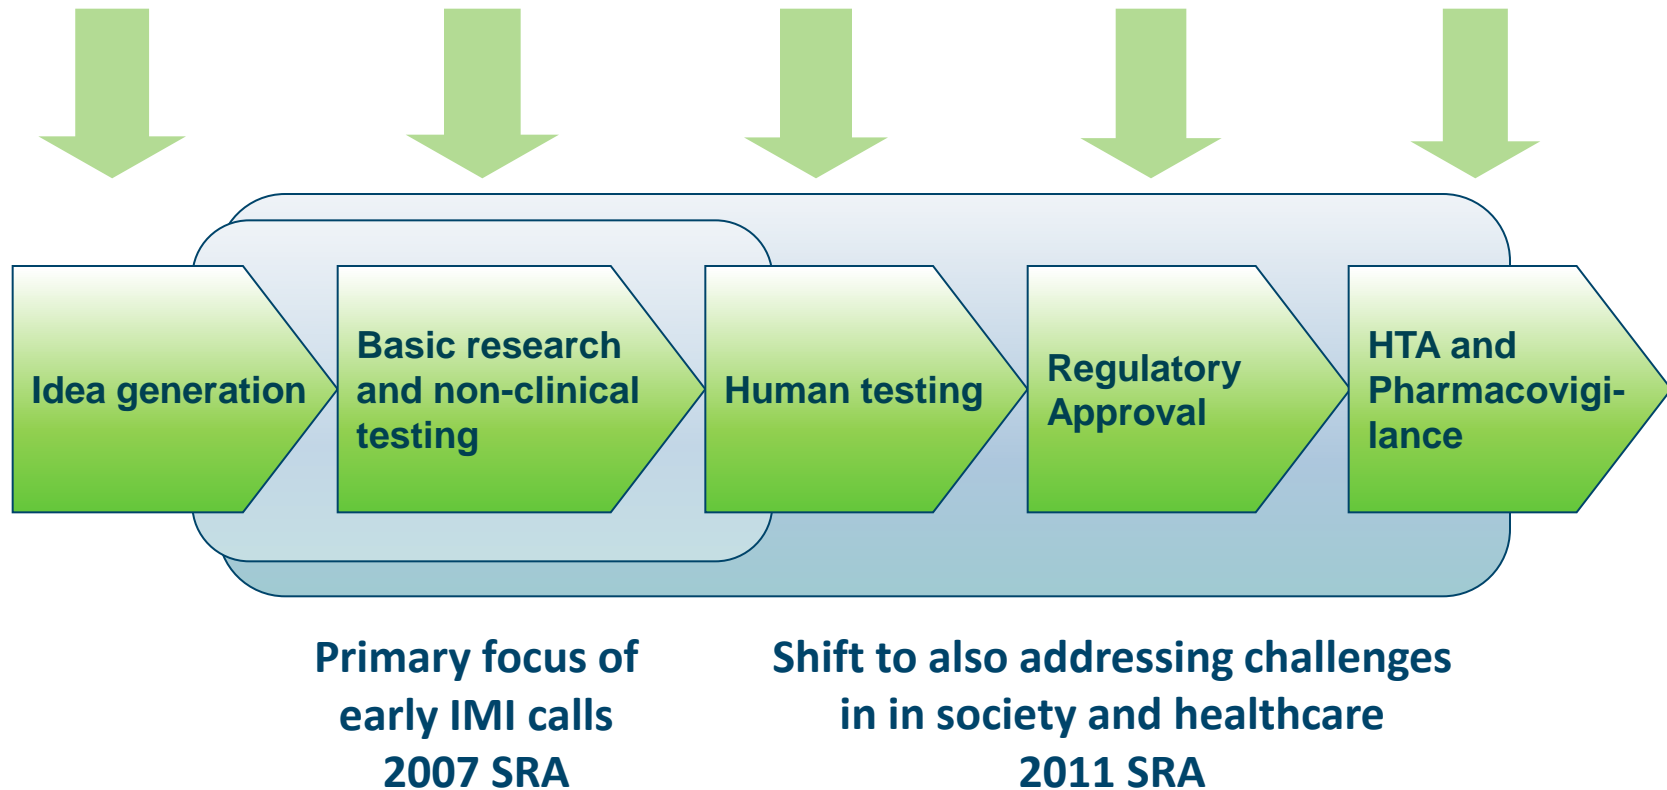 Idea generation
Basic research
and non-clinical
testing
Human testing
Regulatory
Approval
HTA and
Pharmacovigi-
lance
Primary focus of
early IMI calls
2007 SRA
Shift to also addressing challenges
in in society and healthcare
2011 SRA